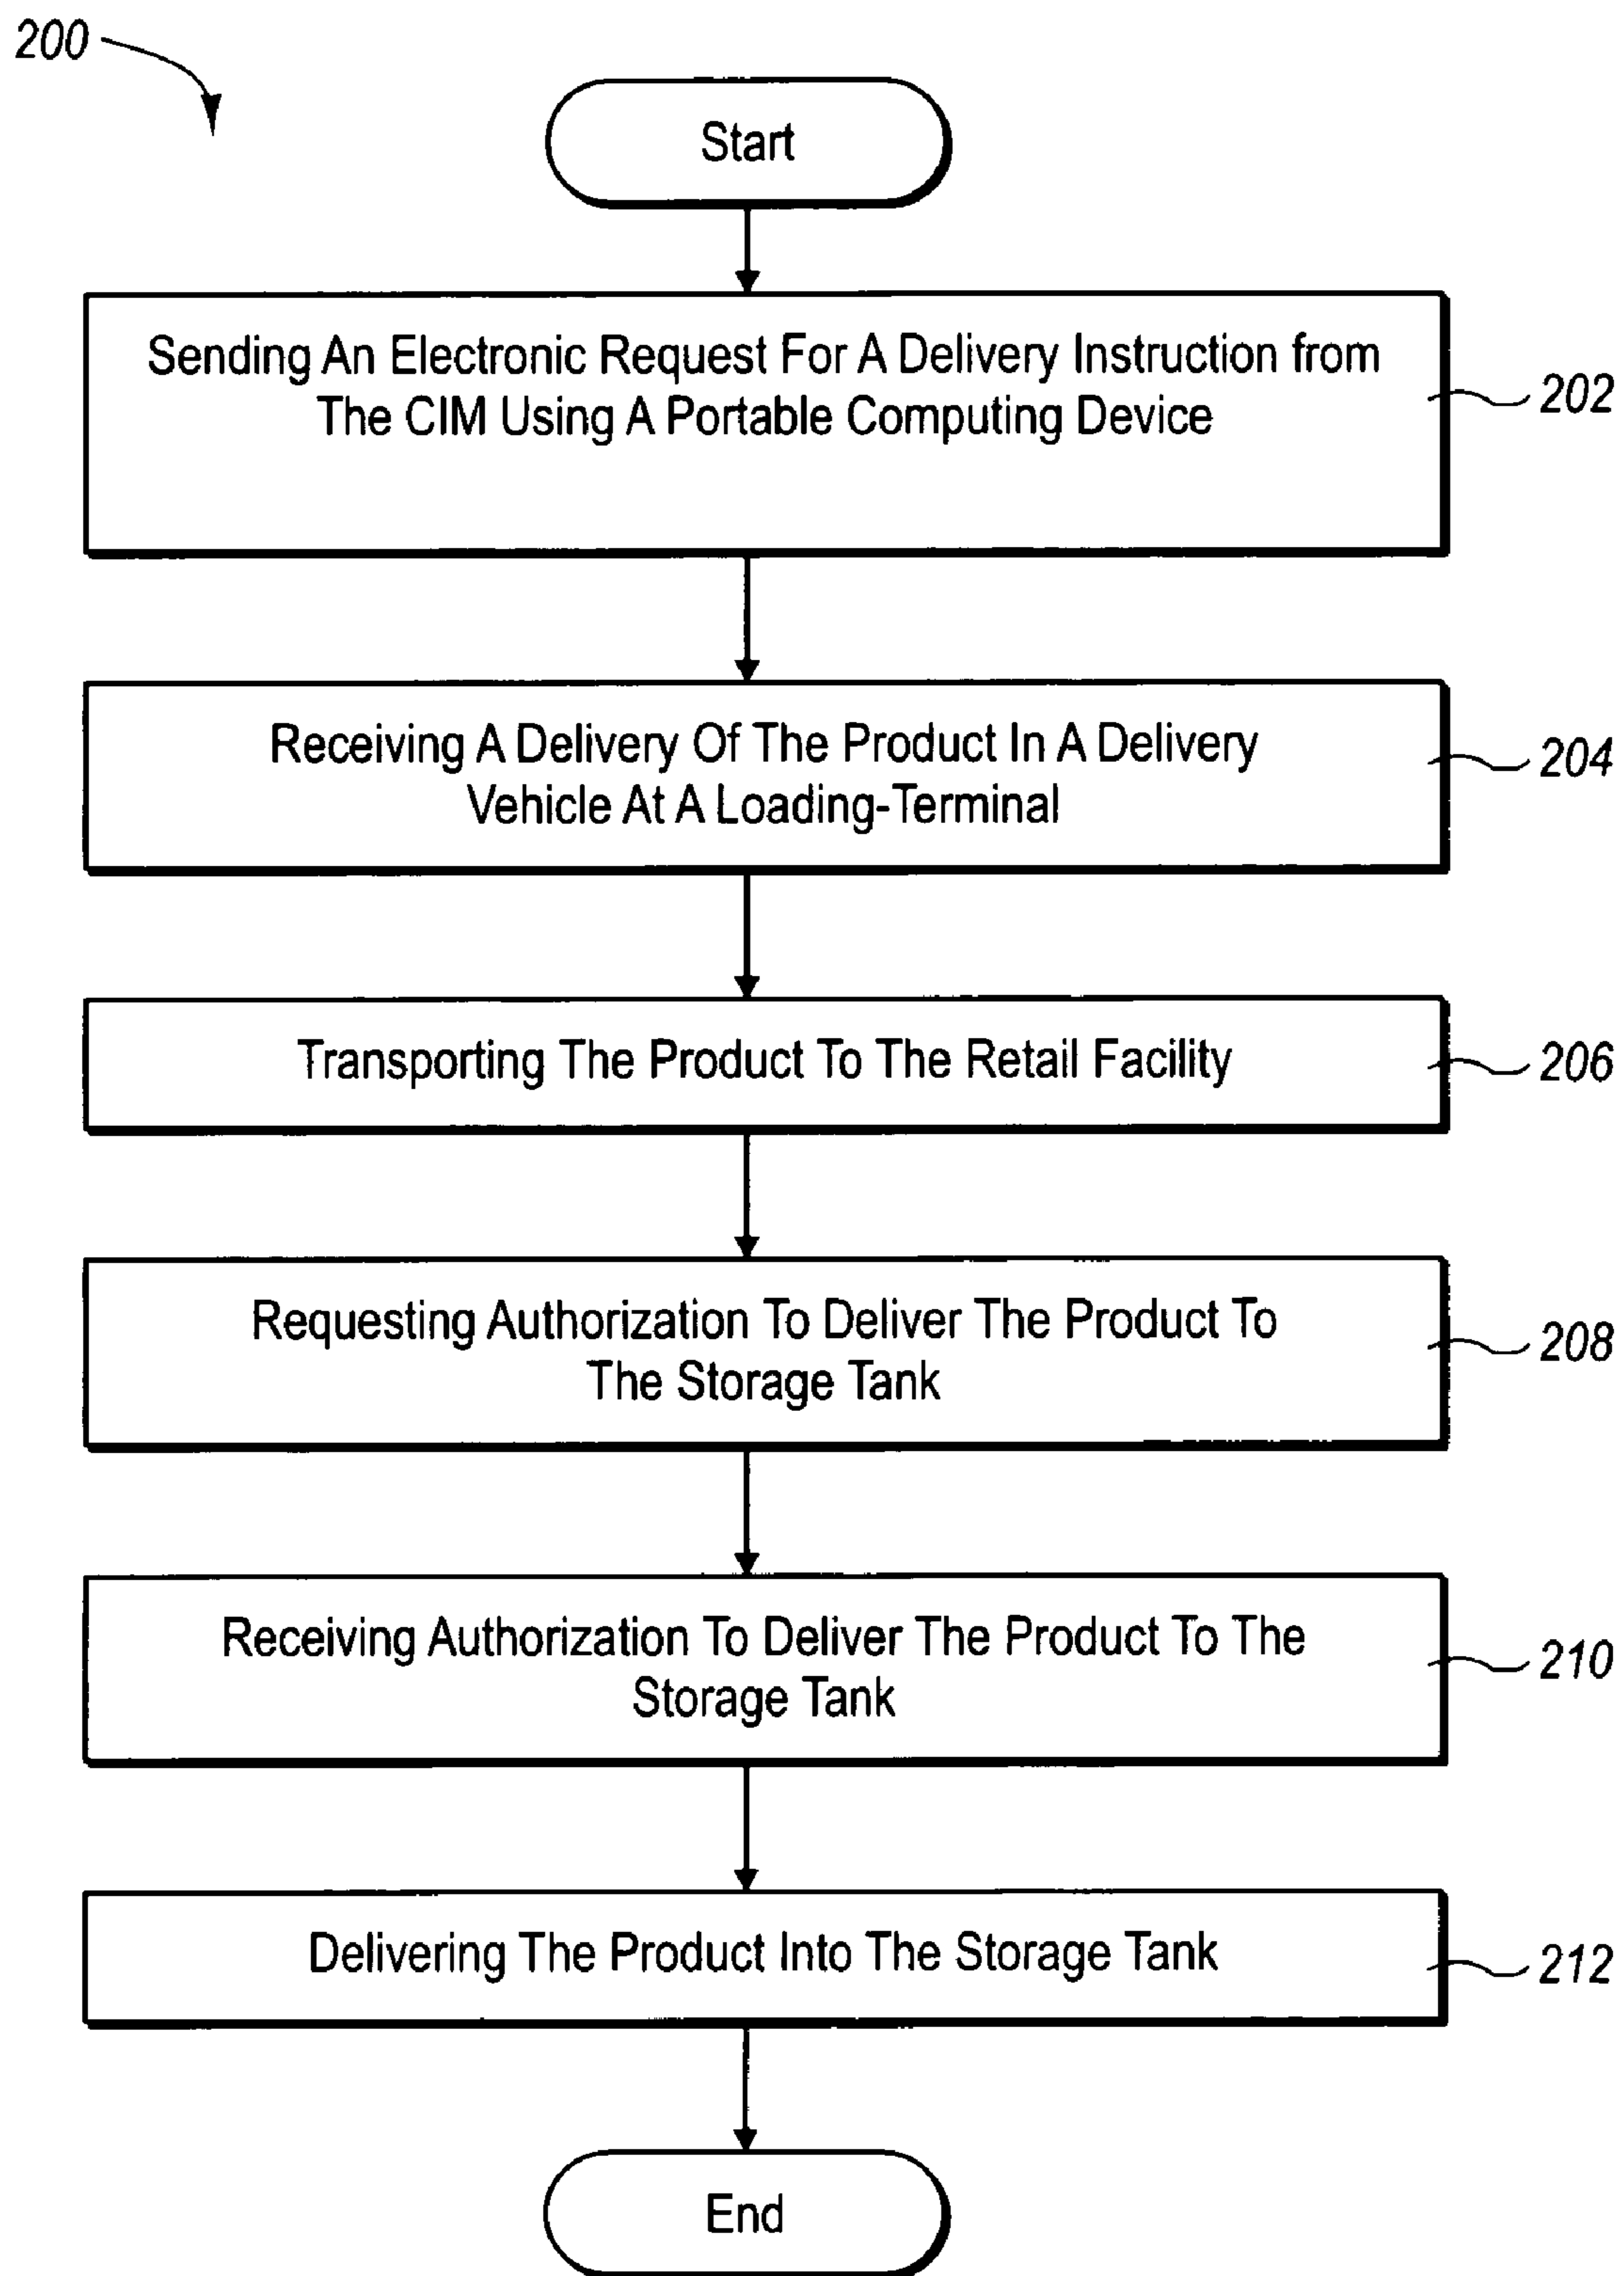 200
Start
Sending An Electronic Request For A Delivery Instruction from
The CIM Using A Portable Computing Device
202
Receiving A Delivery Of The Product In A Delivery
Vehicle At A Loading-Terminal
204
Transporting The Product To The Retail Facility
206
Requesting Authorization To Deliver The Product To
The Storage Tank
208
Receiving Authorization To Deliver The Product To The
Storage Tank
210
Delivering The Product Into The Storage Tank
212
End